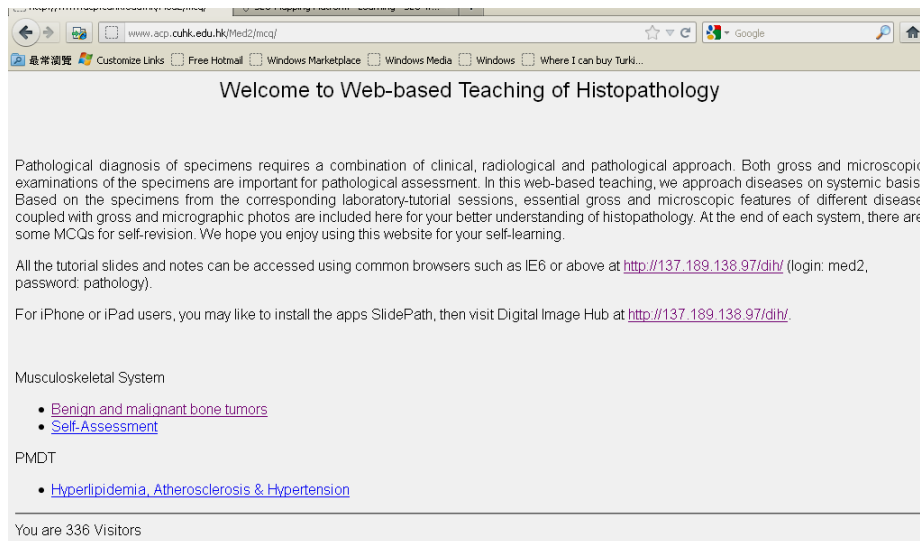 www.acp.cuhk.edu.hk/Med2/mcq/
Google
最常瀏覽 Customize Links Free Hotmail Windows Marketplace Windows Media Windows Where I can buy Turki...
Welcome to Web-based Teaching of Histopathology
Pathological diagnosis of specimens requires a combination of clinical, radiological and pathological approach. Both gross and microscopic
examinations of the specimens are important for pathological assessment. In this web-based teaching, we approach diseases on systemic basis
Based on the specimens from the corresponding laboratory-tutorial sessions, essential gross and microscopic features of different disease
coupled with gross and micrographic photos are included here for your better understanding of histopathology. At the end of each system, there are
some MCQs for self-revision. We hope you enjoy using this website for your self-learning.
All the tutorial slides and notes can be accessed using common browsers such as IE6 or above at http://137.189.138.97/dih/ (login: med2,
password: pathology).
For iPhone or iPad users, you may like to install the apps SlidePath, then visit Digital Image Hub at http://137.189.138.97/dih/.
Musculoskeletal System
• Benign and malignant bone tumors
• Self-Assessment
PMDT
• Hyperlipidemia, Atherosclerosis & Hypertension
You are 336 Visitors